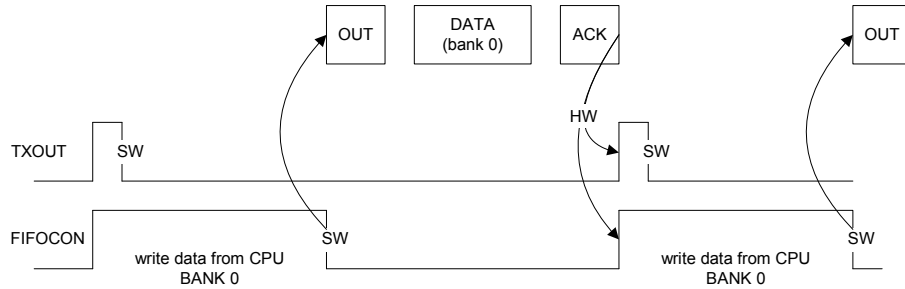 OUT
DATA
(bank 0)
ACK
OUT
HW
TXOUT
SW
SW
FIFOCON
SW
SW
write data from CPU
BANK 0
write data from CPU
BANK 0